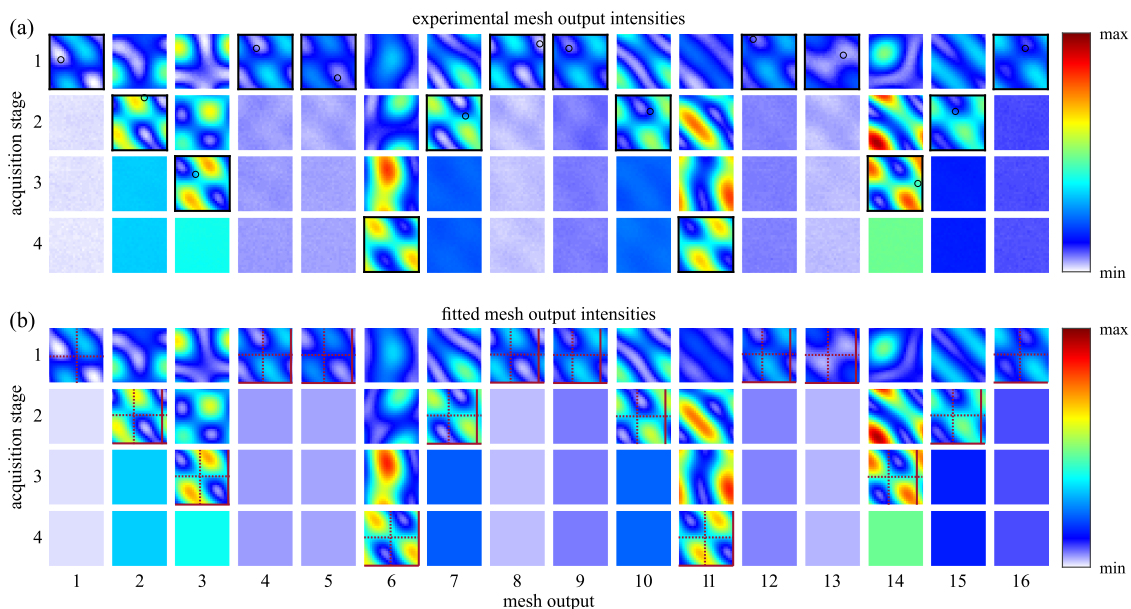 experimental mesh output intensities
(a)
max
1
2
3
4
acquisition stage
min
fitted mesh output intensities
(b)
max
1
2
3
4
acquisition stage
min
1 2 3 4 5 6 7 8 9 10 11 12 13 14 15 16
mesh output